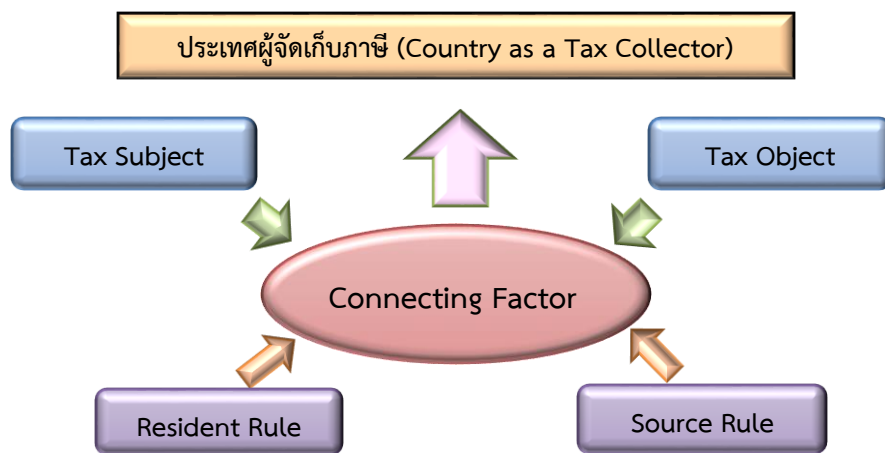 ประเทศผู้จัดเก็บภาษี (Country as a Tax Collector)
Tax Subject
Tax Object
Connecting Factor
Resident Rule
Source Rule